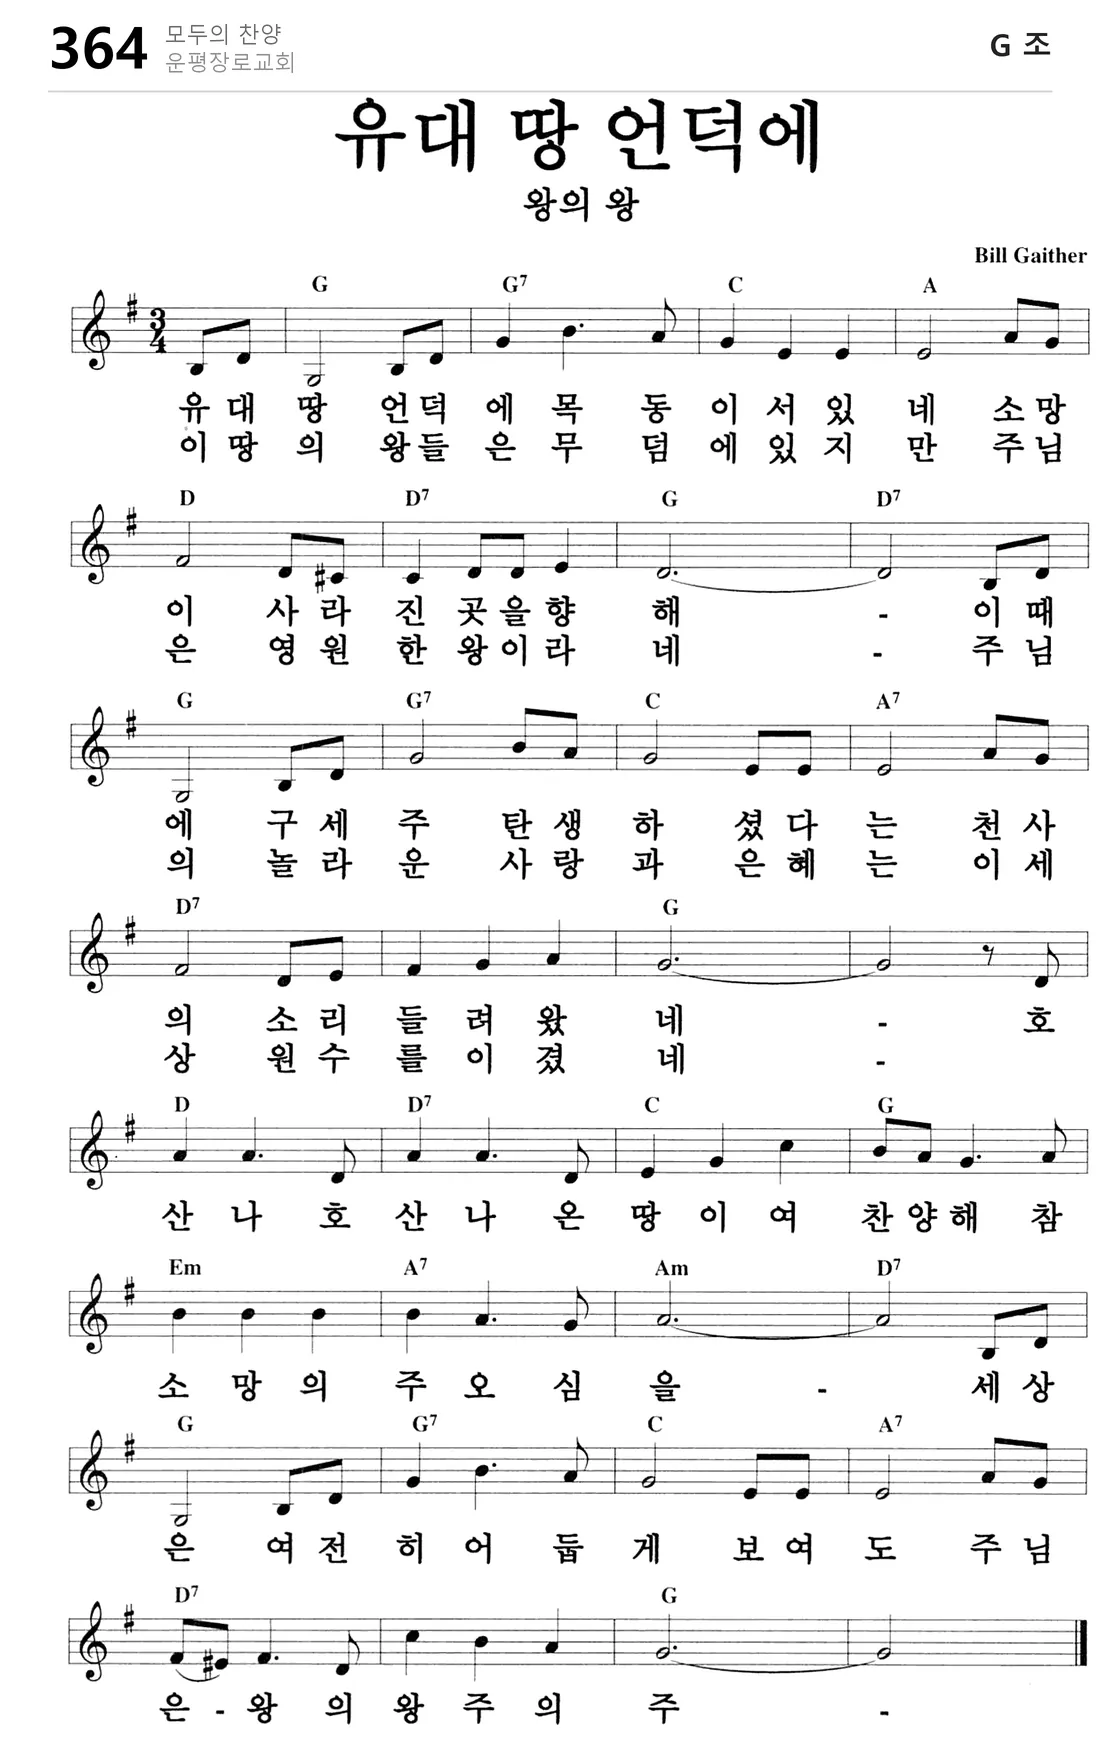 364 모두의 찬양 G 조
운평장로교회
유대 땅 언덕에
왕의 왕
Bill Gaither
G G7 C A
3/4
유 대 땅 언 덕 에 목 동 이 서 있 네 소 망
이 땅 의 왕 들 은 무 덤 에 있 지 만 주 님
D D7 G D7
이 사 라 진 곳 을 향 해 - 이 때
은 영 원 한 왕 이 라 네 - 주 님
G G7 C A7
에 구 세 주 탄 생 하 셨 다 는 천 사
의 놀 라 운 사 랑 과 은 혜 는 이 세
D7 G
의 소 리 들 려 왔 네 - 호
상 원 수 를 이 겼 네 -
D D7 C G
산 나 호 산 나 온 땅 이 여 찬 양 해 참
Em A7 Am D7
소 망 의 주 오 심 을 - 세 상
G G7 C A7
은 여 전 히 어 둡 게 보 여 도 주 님
D7 G
은 - 왕 의 왕 주 의 주 -